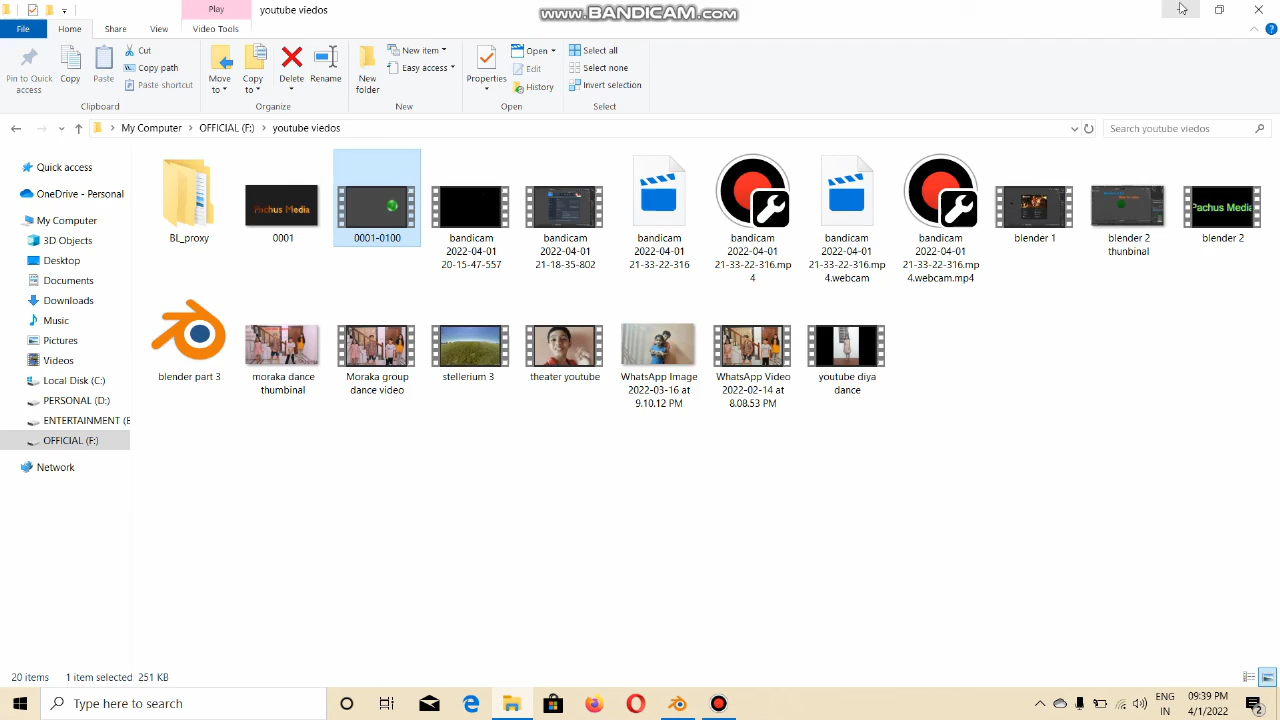 Play
youtube viedos
www.BANDICAM.com
File
Home
Share
View
Video Tools
Pin to Quick access
Copy
Paste
Cut
Copy path
Paste shortcut
Clipboard
Move to
Copy to
Delete
Rename
Organize
New folder
New item
Easy access
New
Properties
Open
Edit
History
Open
Select all
Select none
Invert selection
Select
My Computer
OFFICIAL (F:)
youtube viedos
Search youtube viedos
Quick access
OneDrive - Personal
My Computer
3D Objects
Desktop
Documents
Downloads
Music
Pictures
Videos
Local Disk (C:)
PERSONAL (D:)
ENTERTAINMENT (E
OFFICIAL (F:)
Network
BL_proxy
Pachus Media
0001
0001-0100
bandicam
2022-04-01
20-15-47-557
bandicam
2022-04-01
21-18-35-802
bandicam
2022-04-01
21-33-22-316
bandicam
2022-04-01
21-33-22-316.mp
4
bandicam
2022-04-01
21-33-22-316.mp
4.webcam
bandicam
2022-04-01
21-33-22-316.mp
4.webcam.mp4
blender 1
blender 2
thunbinal
Pachus Media
blender 2
blender part 3
moraka dance
thumbnail
Moraka group
dance video
stellerium 3
theater youtube
WhatsApp Image
2022-03-16 at
9.10.12 PM
WhatsApp Video
2022-02-14 at
8.08.53 PM
youtube diya
dance
20 items
1 item selected
251 KB
Type here to search
ENG
IN
09:39 PM
4/1/2022
2